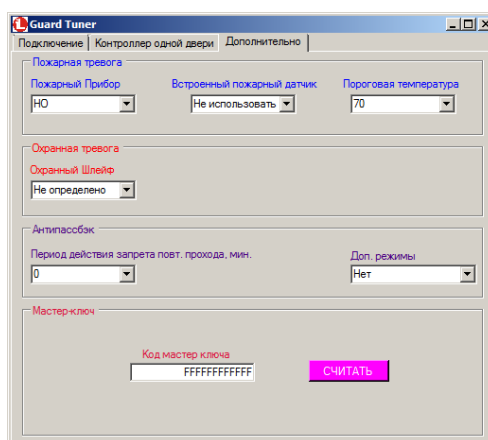 Guard Tuner
Подключение Контроллер одной двери Дополнительно
Пожарная тревога
Пожарный Прибор Встроенный пожарный датчик Пороговая температура
НО Не использовать 70
Охранная тревога
Охранный Шлейф
Не определено
Антипассбэк
Период действия запрета повт. прохода, мин. Доп. режимы
0 Нет
Мастер-ключ
Код мастер ключа
FFFFFFFFFFFF СЧИТАТЬ